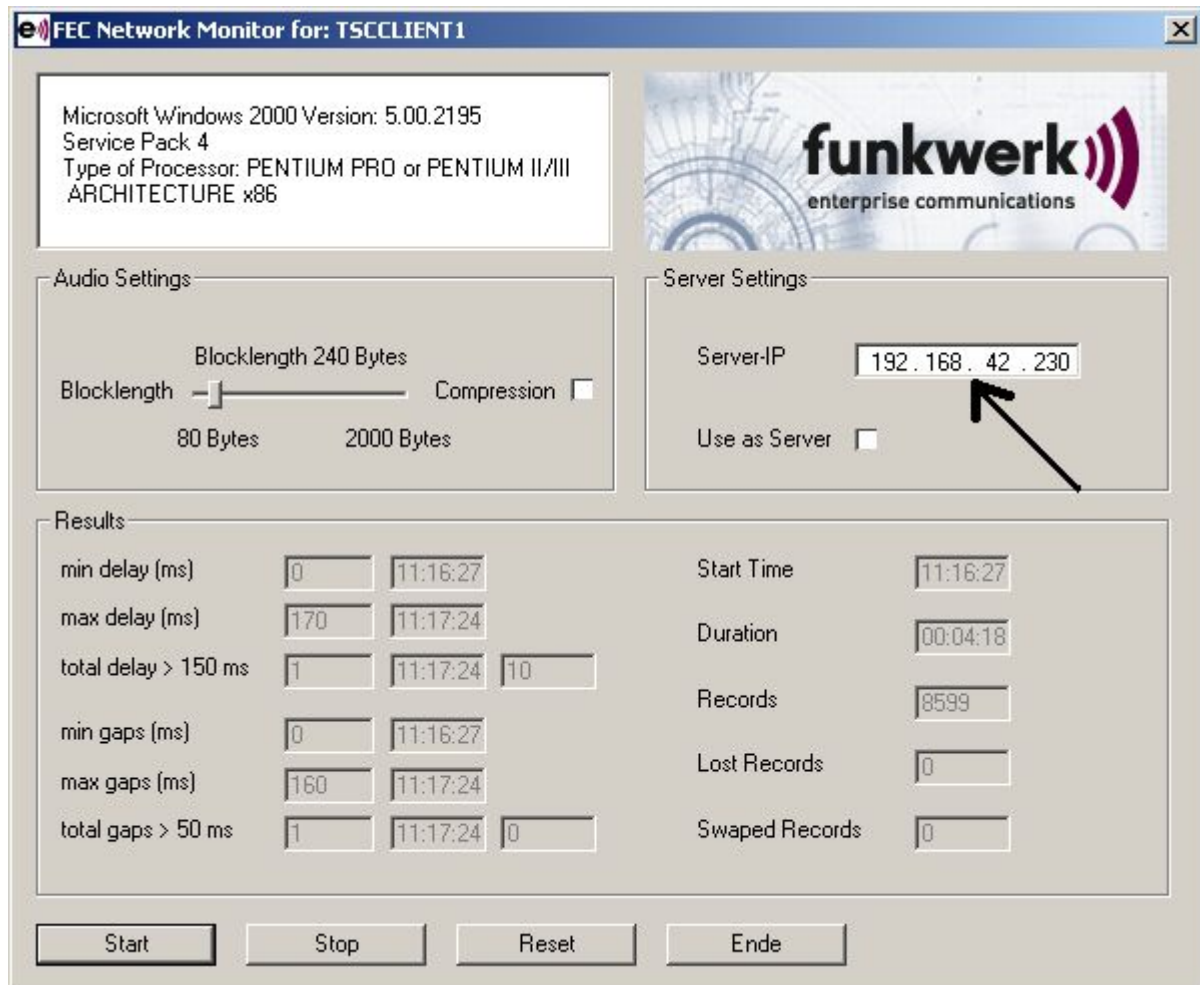 FEC Network Monitor for: TSCCLIENT1
Microsoft Windows 2000 Version: 5.00.2195
Service Pack 4
Type of Processor: PENTIUM PRO or PENTIUM II/III
ARCHITECTURE x86
funkwerk
enterprise communications
Audio Settings
Blocklength 240 Bytes
Blocklength
Compression
80 Bytes 2000 Bytes
Server Settings
Server-IP 192 . 168 . 42 . 230
Use as Server
Results
min delay (ms) 0 11:16:27
max delay (ms) 170 11:17:24
total delay > 150 ms 1 11:17:24 10
min gaps (ms) 0 11:16:27
max gaps (ms) 160 11:17:24
total gaps > 50 ms 1 11:17:24 0
Start Time 11:16:27
Duration 00:04:18
Records 8599
Lost Records 0
Swaped Records 0
Start Stop Reset Ende